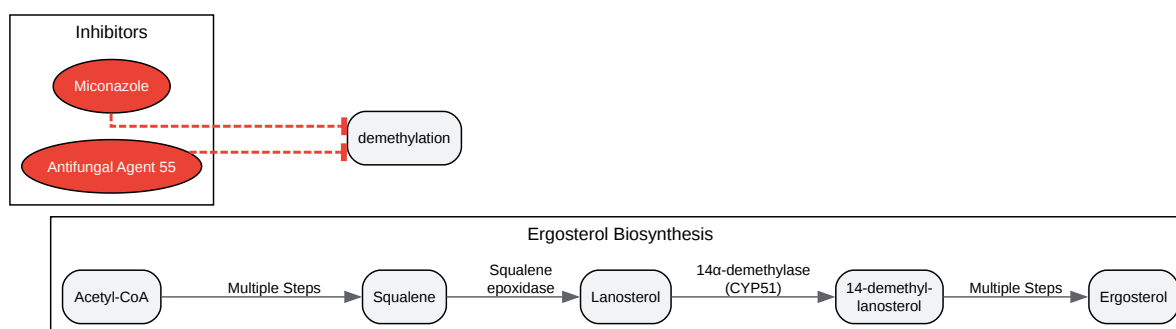 Inhibitors
Miconazole
Antifungal Agent 55
demethylation
Ergosterol Biosynthesis
Acetyl-CoA
Multiple Steps
Squalene
Squalene
epoxidase
Lanosterol
14α-demethylase
(CYP51)
14-demethyl-
lanosterol
Multiple Steps
Ergosterol